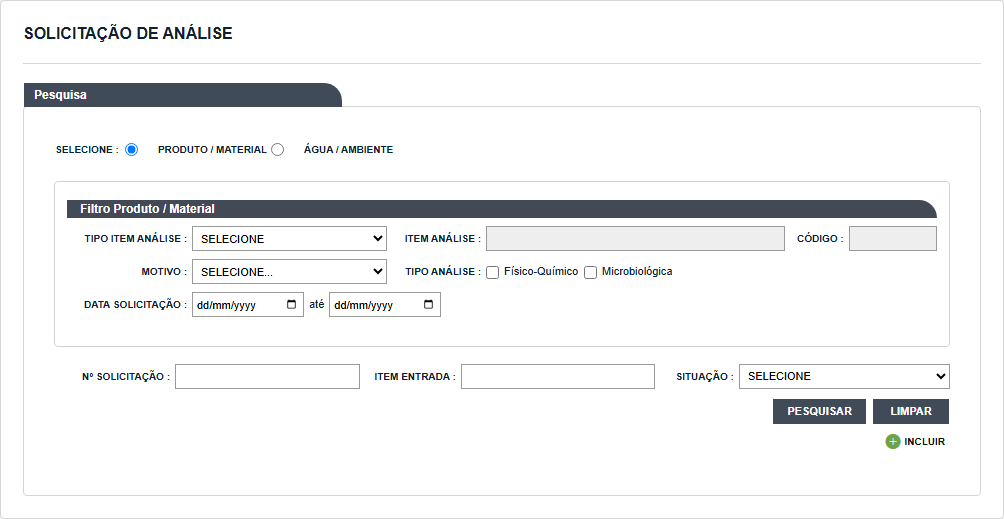 SOLICITAÇÃO DE ANÁLISE
Pesquisa
SELECIONE : PRODUTO / MATERIAL ÁGUA / AMBIENTE
Filtro Produto / Material
TIPO ITEM ANÁLISE : SELECIONE ITEM ANÁLISE : CÓDIGO :
MOTIVO : SELECIONE... TIPO ANÁLISE : Físico-Químico Microbiológica
DATA SOLICITAÇÃO : dd/mm/yyyy até dd/mm/yyyy
Nº SOLICITAÇÃO : ITEM ENTRADA : SITUAÇÃO : SELECIONE
PESQUISAR LIMPAR
INCLUIR